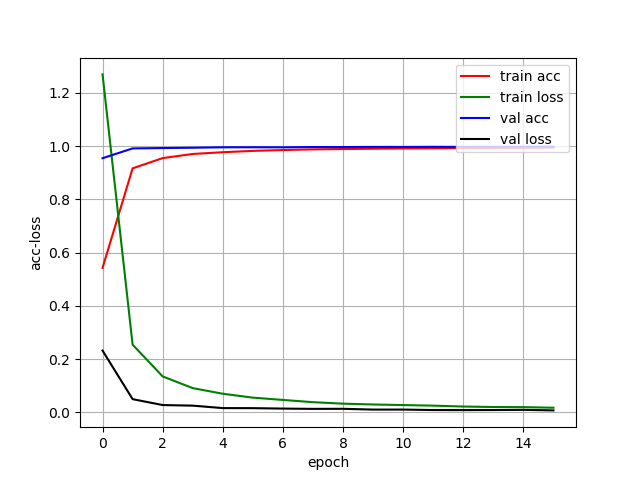 train acc
train loss
val acc
val loss
1.2
1.0
0.8
0.6
0.4
0.2
0.0
acc-loss
0 2 4 6 8 10 12 14
epoch